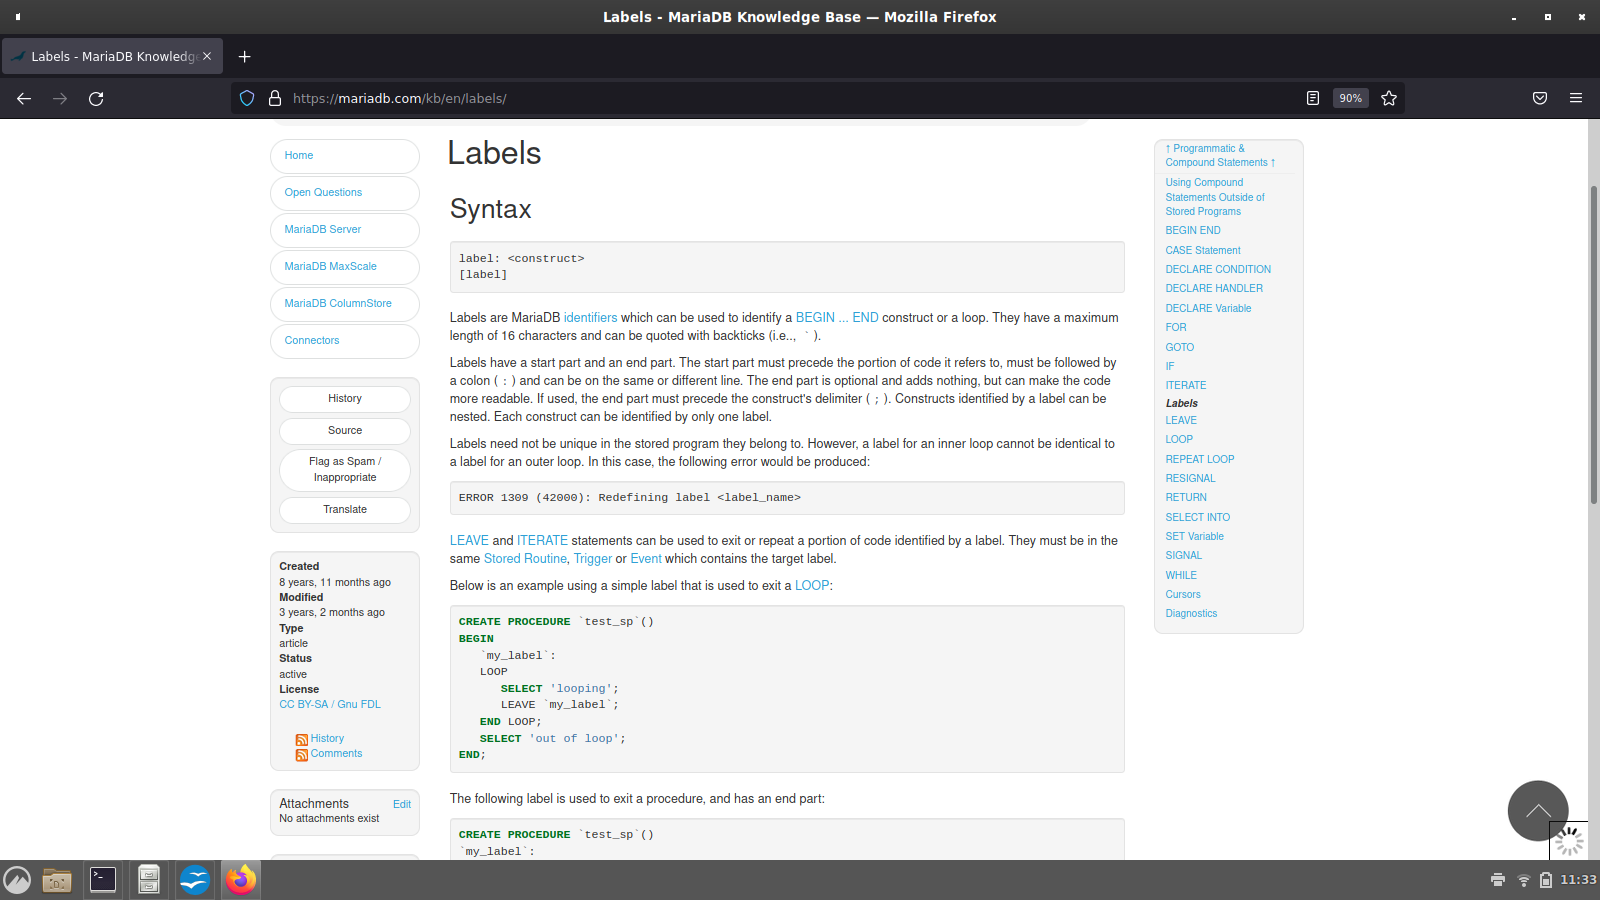 Labels - MariaDB Knowledge Base — Mozilla Firefox
Labels - MariaDB Knowledge
https://mariadb.com/kb/en/labels/
90%
Home
Open Questions
MariaDB Server
MariaDB MaxScale
MariaDB ColumnStore
Connectors
History
Source
Flag as Spam /
Inappropriate
Translate
Created
8 years, 11 months ago
Modified
3 years, 2 months ago
Type
article
Status
active
License
CC BY-SA / Gnu FDL
History
Comments
Attachments Edit
No attachments exist
Labels
Syntax
label: <construct>
[label]
Labels are MariaDB identifiers which can be used to identify a BEGIN ... END construct or a loop. They have a maximum
length of 16 characters and can be quoted with backticks (i.e.., ` ).
Labels have a start part and an end part. The start part must precede the portion of code it refers to, must be followed by
a colon ( : ) and can be on the same or different line. The end part is optional and adds nothing, but can make the code
more readable. If used, the end part must precede the construct's delimiter ( ; ). Constructs identified by a label can be
nested. Each construct can be identified by only one label.
Labels need not be unique in the stored program they belong to. However, a label for an inner loop cannot be identical to
a label for an outer loop. In this case, the following error would be produced:
ERROR 1309 (42000): Redefining label <label_name>
LEAVE and ITERATE statements can be used to exit or repeat a portion of code identified by a label. They must be in the
same Stored Routine, Trigger or Event which contains the target label.
Below is an example using a simple label that is used to exit a LOOP:
CREATE PROCEDURE `test_sp`()
BEGIN
   `my_label`:
   LOOP
      SELECT 'looping';
      LEAVE `my_label`;
   END LOOP;
   SELECT 'out of loop';
END;
The following label is used to exit a procedure, and has an end part:
CREATE PROCEDURE `test_sp`()
`my_label`:
↑ Programmatic &
Compound Statements ↑
Using Compound
Statements Outside of
Stored Programs
BEGIN END
CASE Statement
DECLARE CONDITION
DECLARE HANDLER
DECLARE Variable
FOR
GOTO
IF
ITERATE
Labels
LEAVE
LOOP
REPEAT LOOP
RESIGNAL
RETURN
SELECT INTO
SET Variable
SIGNAL
WHILE
Cursors
Diagnostics
11:33